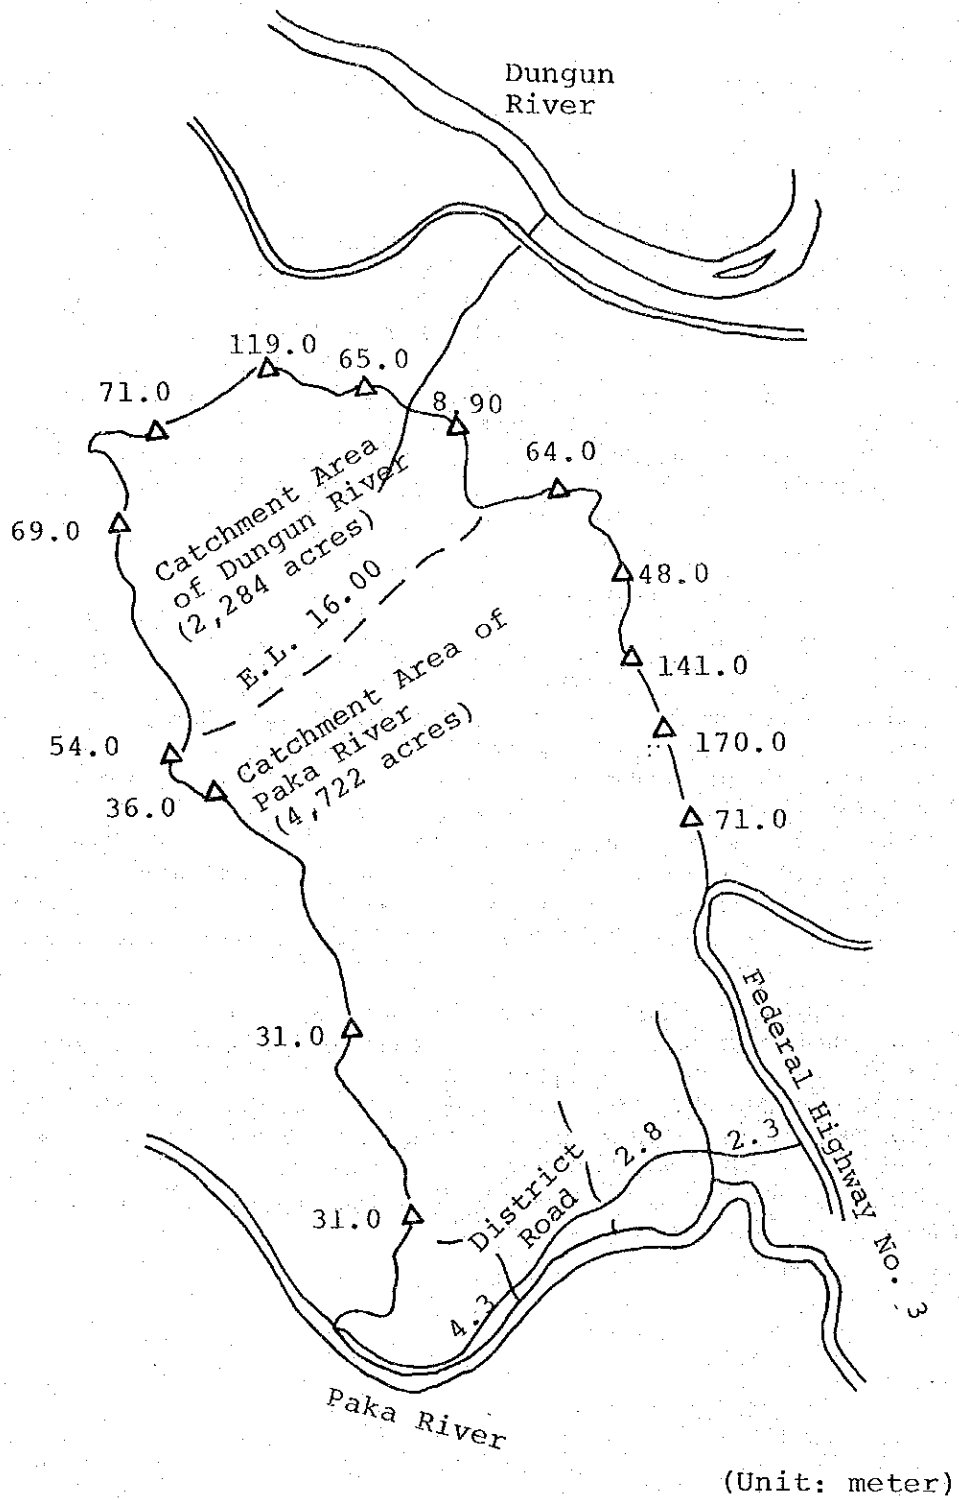 Dungun
River
119.0
65.0
71.0
8.90
64.0
69.0
Catchment Area
of Dungun River
(2,284 acres)
E.L. 16.00
48.0
141.0
Catchment Area of
Paka River
(4,722 acres)
54.0
170.0
36.0
71.0
31.0
Federal Highway No. 3
2.8
2.3
District
Road
31.0
4.3
Paka River
(Unit: meter)